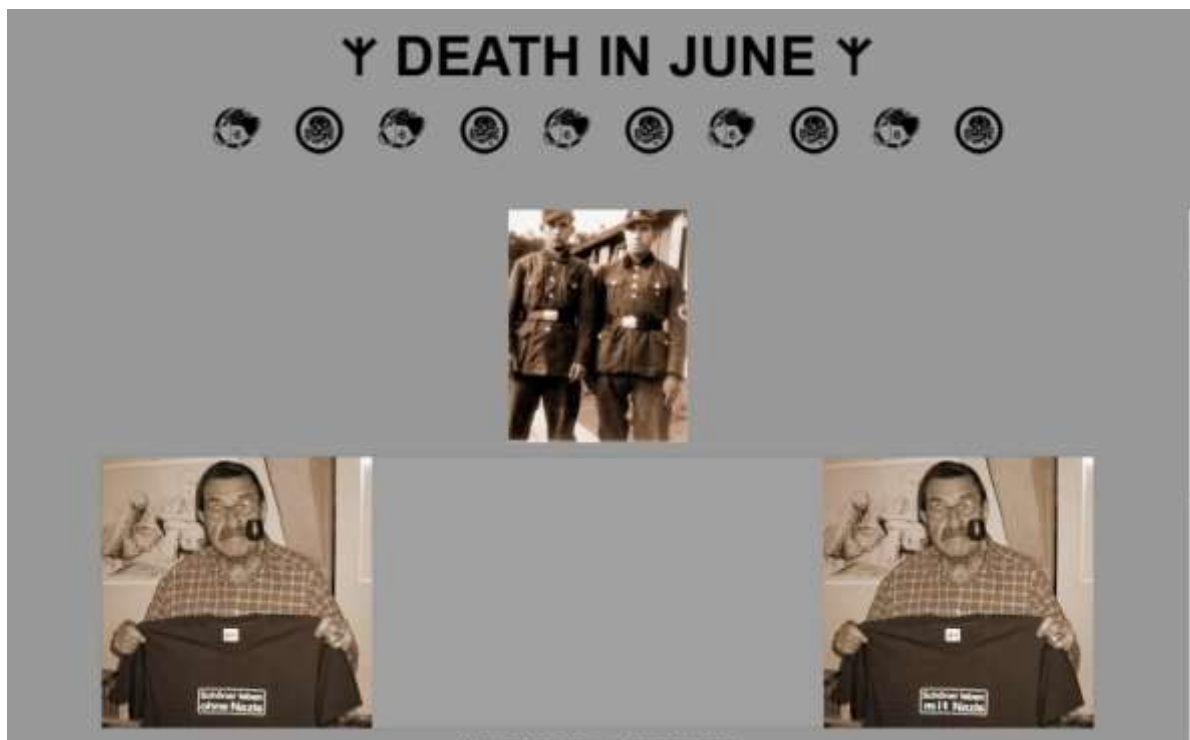 ᛉ DEATH IN JUNE ᛉ
Schöner leben
ohne Nazis
Schöner leben
mit Nazis